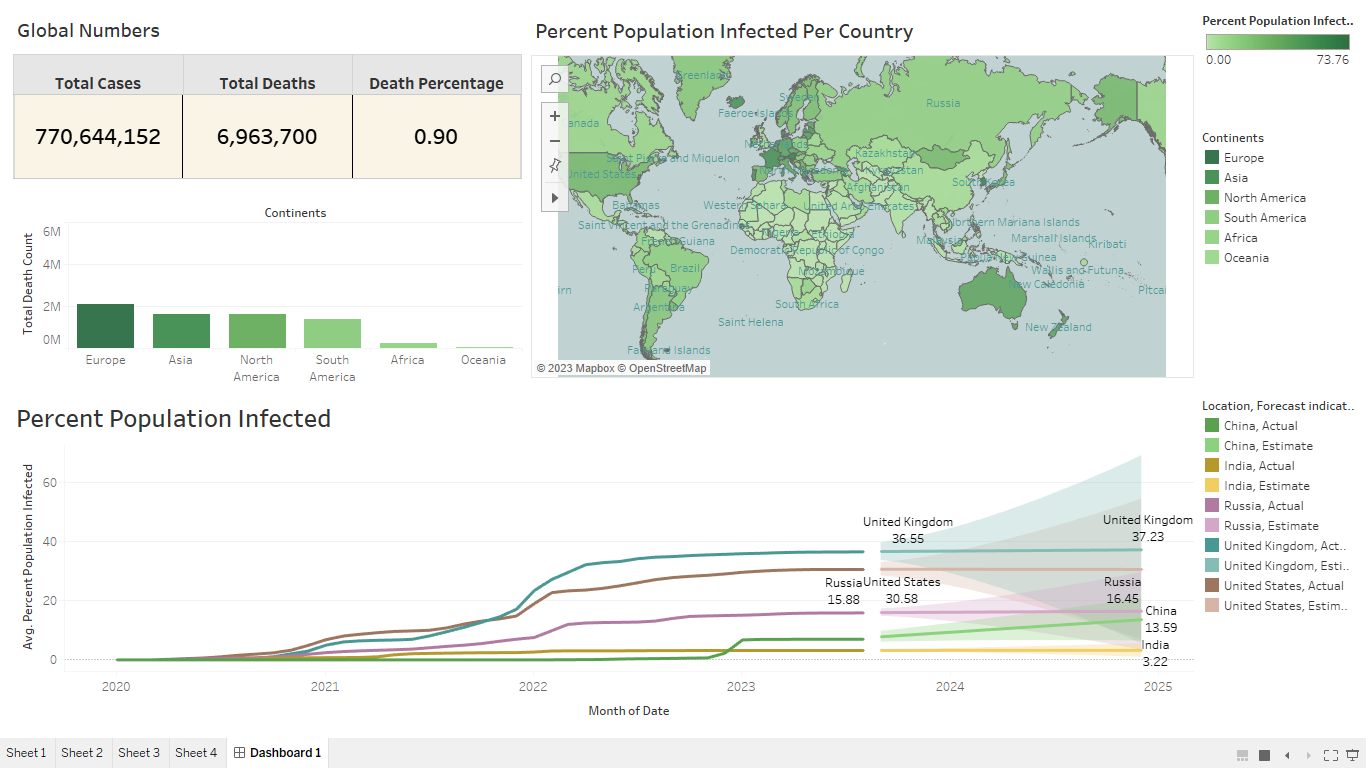 Global Numbers
Total Cases
Total Deaths
Death Percentage
770,644,152
6,963,700
0.90
Continents
Total Death Count
6M
4M
2M
0M
Europe
Asia
North
America
South
America
Africa
Oceania
Percent Population Infected Per Country
Greenland
Sweden
Russia
Faeroe Islands
anada
Netherlands
Saint Pierre and Miquelon
Kazakhstan
Kyrgyzstan
United States
South Korea
Afghanistan
Bahamas
Western Sahara
United Arab Emirates
Saint Vincent and the Grenadines
Northern Mariana Islands
Nigeria
Ethiopia
French Guiana
Malaysia
Marshall Islands
Kiribati
Democratic Republic of Congo
Papua New Guinea
Peru
Brazil
Mozambique
Wallis and Futuna
Paraguay
New Caledonia
irn
Pitca
Argentina
South Africa
Saint Helena
New Zealand
Falkland Islands
© 2023 Mapbox © OpenStreetMap
Percent Population Infect..
0.00
73.76
Continents
Europe
Asia
North America
South America
Africa
Oceania
Percent Population Infected
Avg. Percent Population Infected
60
40
20
0
United Kingdom
36.55
United Kingdom
37.23
Russia
15.88
United States
30.58
Russia
16.45
China
13.59
India
3.22
2020
2021
2022
2023
2024
2025
Month of Date
Location, Forecast indicat..
China, Actual
China, Estimate
India, Actual
India, Estimate
Russia, Actual
Russia, Estimate
United Kingdom, Act..
United Kingdom, Esti..
United States, Actual
United States, Estim..
Sheet 1
Sheet 2
Sheet 3
Sheet 4
Dashboard 1